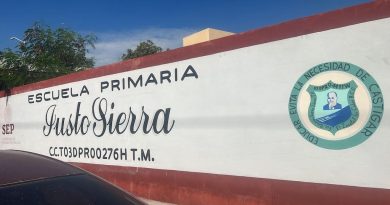 ESCUELA PRIMARIA
Justo Sierra
C.C.T.03DPR00276H T.M.
SEP
EDUCAR EVITA LA NECESIDAD DE CASTIGAR